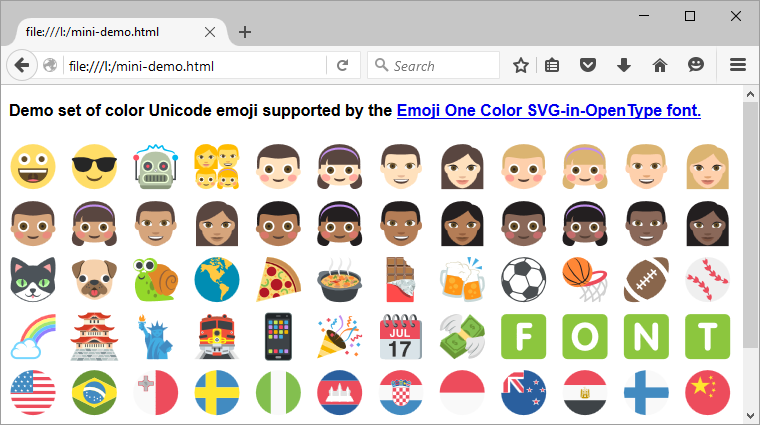 file:///I:/mini-demo.html
file:///I:/mini-demo.html
Search
Demo set of color Unicode emoji supported by the Emoji One Color SVG-in-OpenType font.
JUL
17
F O N T